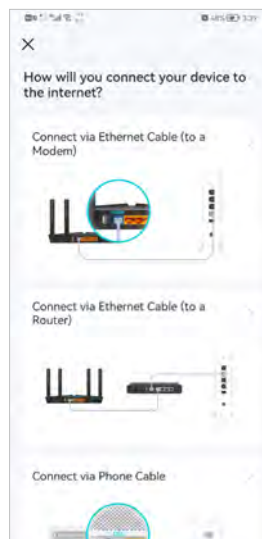 How will you connect your device to
the internet?
Connect via Ethernet Cable (to a
Modem)
Connect via Ethernet Cable (to a
Router)
Connect via Phone Cable